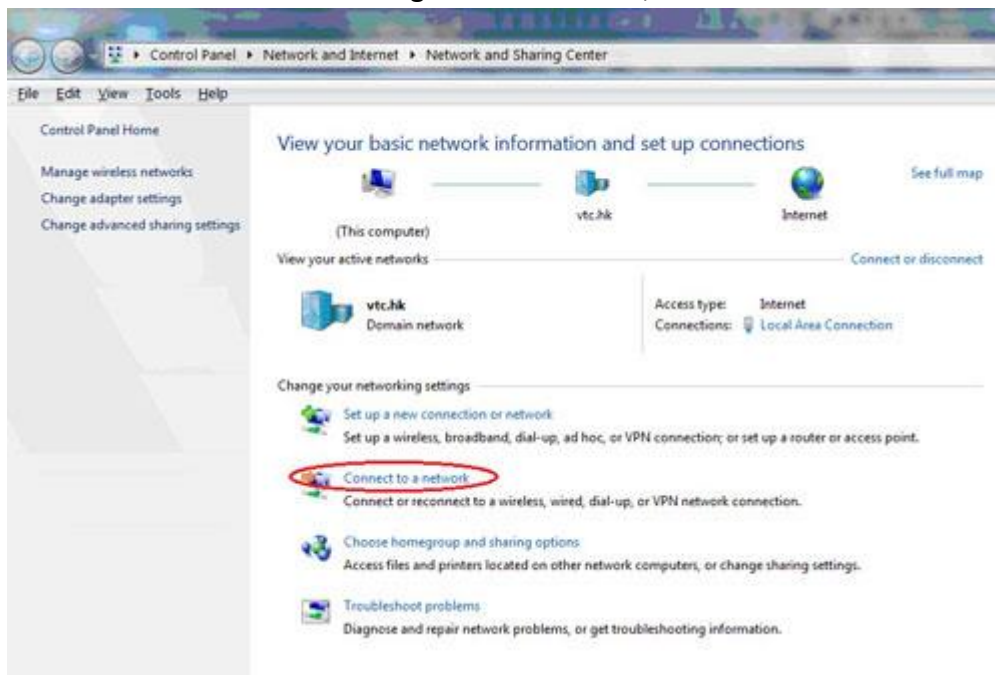 Control Panel ▸ Network and Internet ▸ Network and Sharing Center
File Edit View Tools Help
Control Panel Home
Manage wireless networks
Change adapter settings
Change advanced sharing settings
View your basic network information and set up connections
See full map
(This computer)
vtc.hk
Internet
View your active networks
Connect or disconnect
vtc.hk
Domain network
Access type: Internet
Connections: Local Area Connection
Change your networking settings
Set up a new connection or network
Set up a wireless, broadband, dial-up, ad hoc, or VPN connection; or set up a router or access point.
Connect to a network
Connect or reconnect to a wireless, wired, dial-up, or VPN network connection.
Choose homegroup and sharing options
Access files and printers located on other network computers, or change sharing settings.
Troubleshoot problems
Diagnose and repair network problems, or get troubleshooting information.